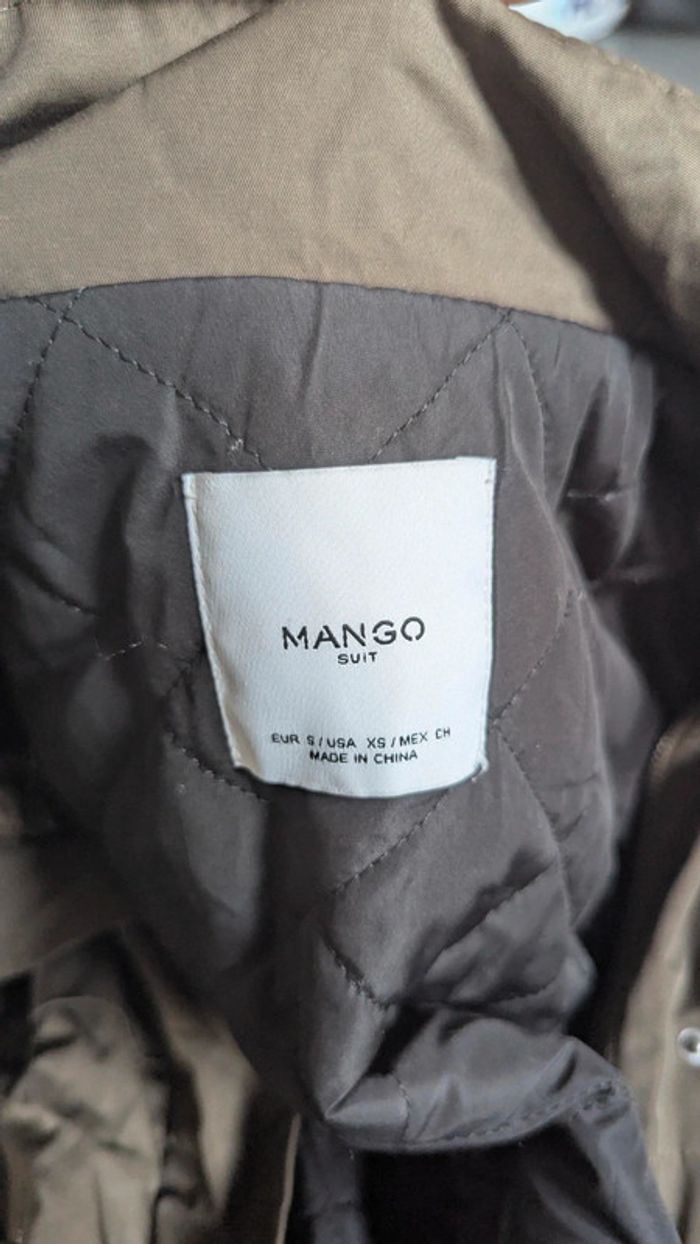 MANGO
SUIT
EUR S / USA XS / MEX CH
MADE IN CHINA